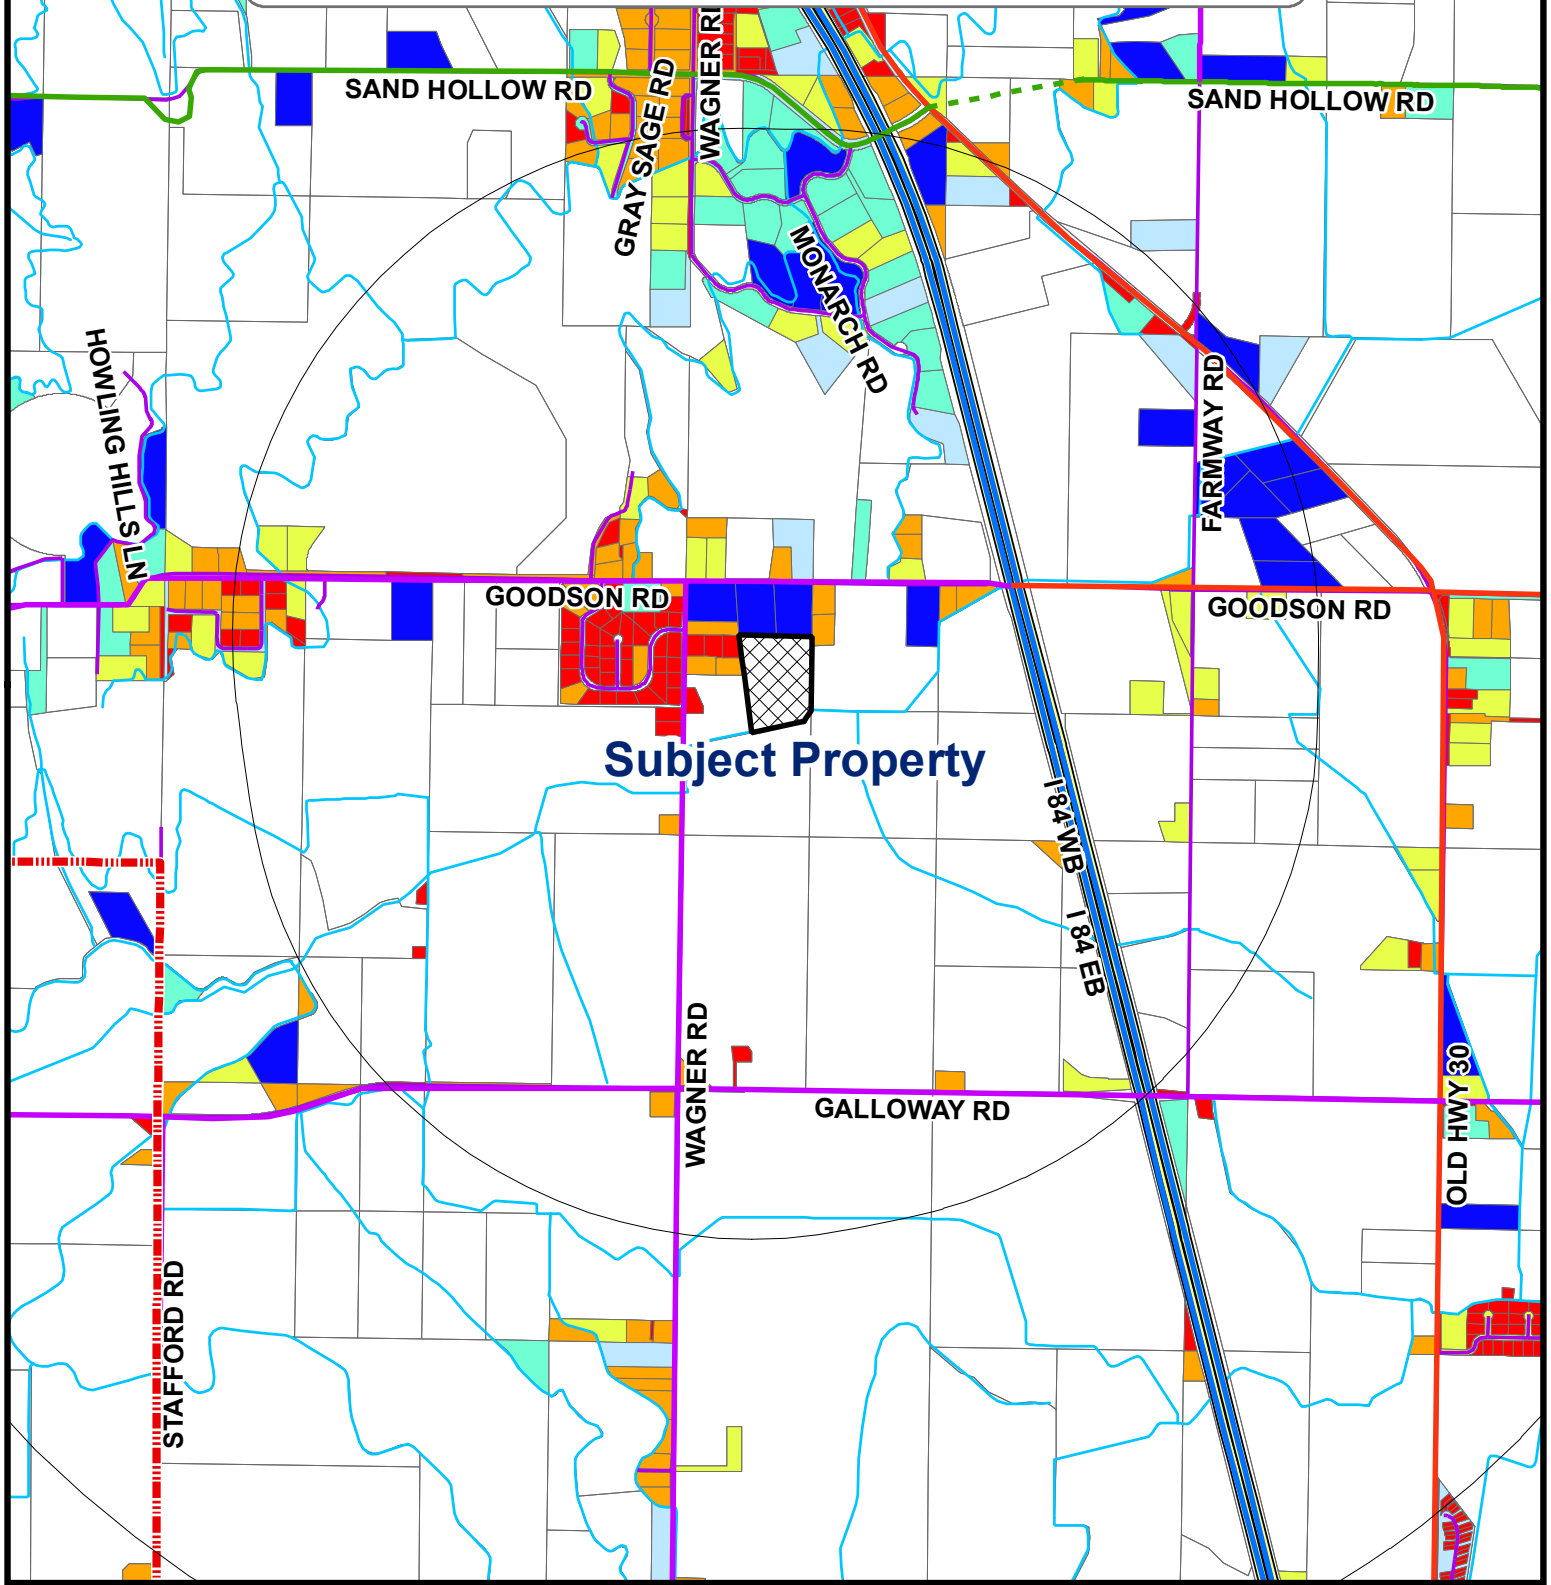 WAGNER RD
SAND HOLLOW RD
SAND HOLLOW RD
GRAY SAGE RD
MONARCH RD
HOWLING HILLS LN
FARMWAY RD
GOODSON RD
GOODSON RD
Subject Property
I 84 WB
I 84 EB
WAGNER RD
OLD HWY 30
GALLOWAY RD
STAFFORD RD